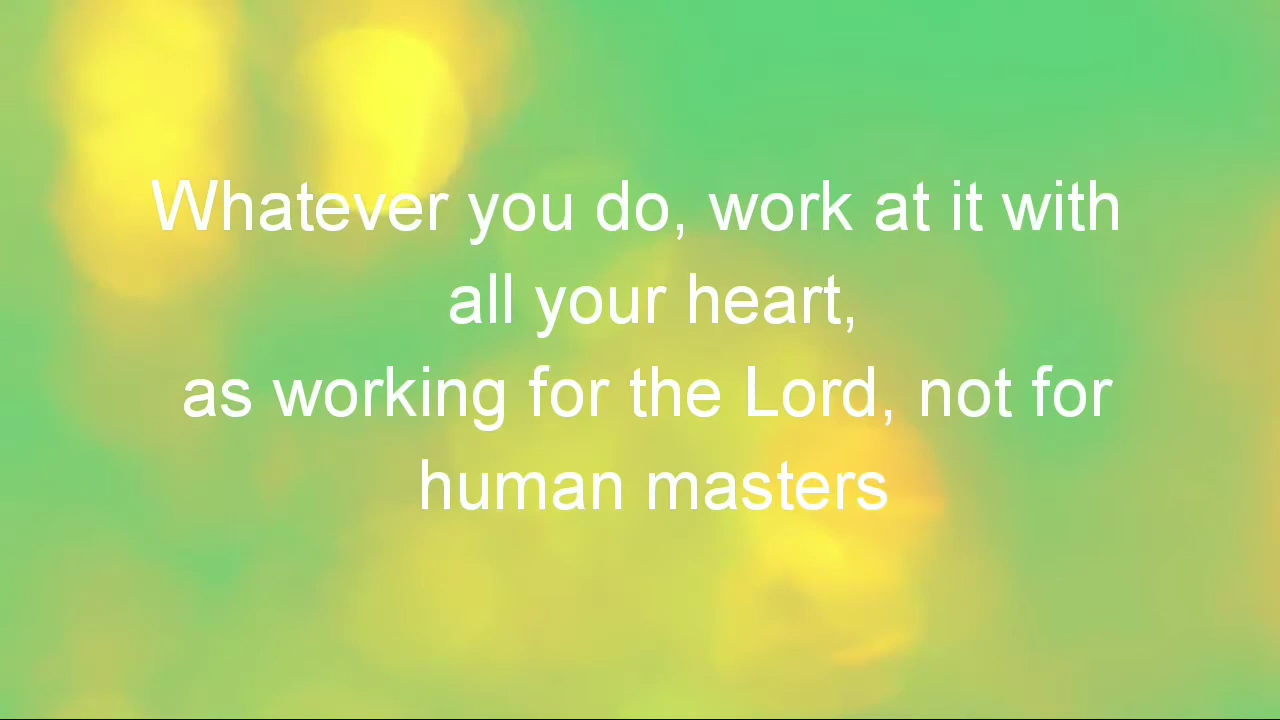 Whatever you do, work at it with
all your heart,
as working for the Lord, not for
human masters